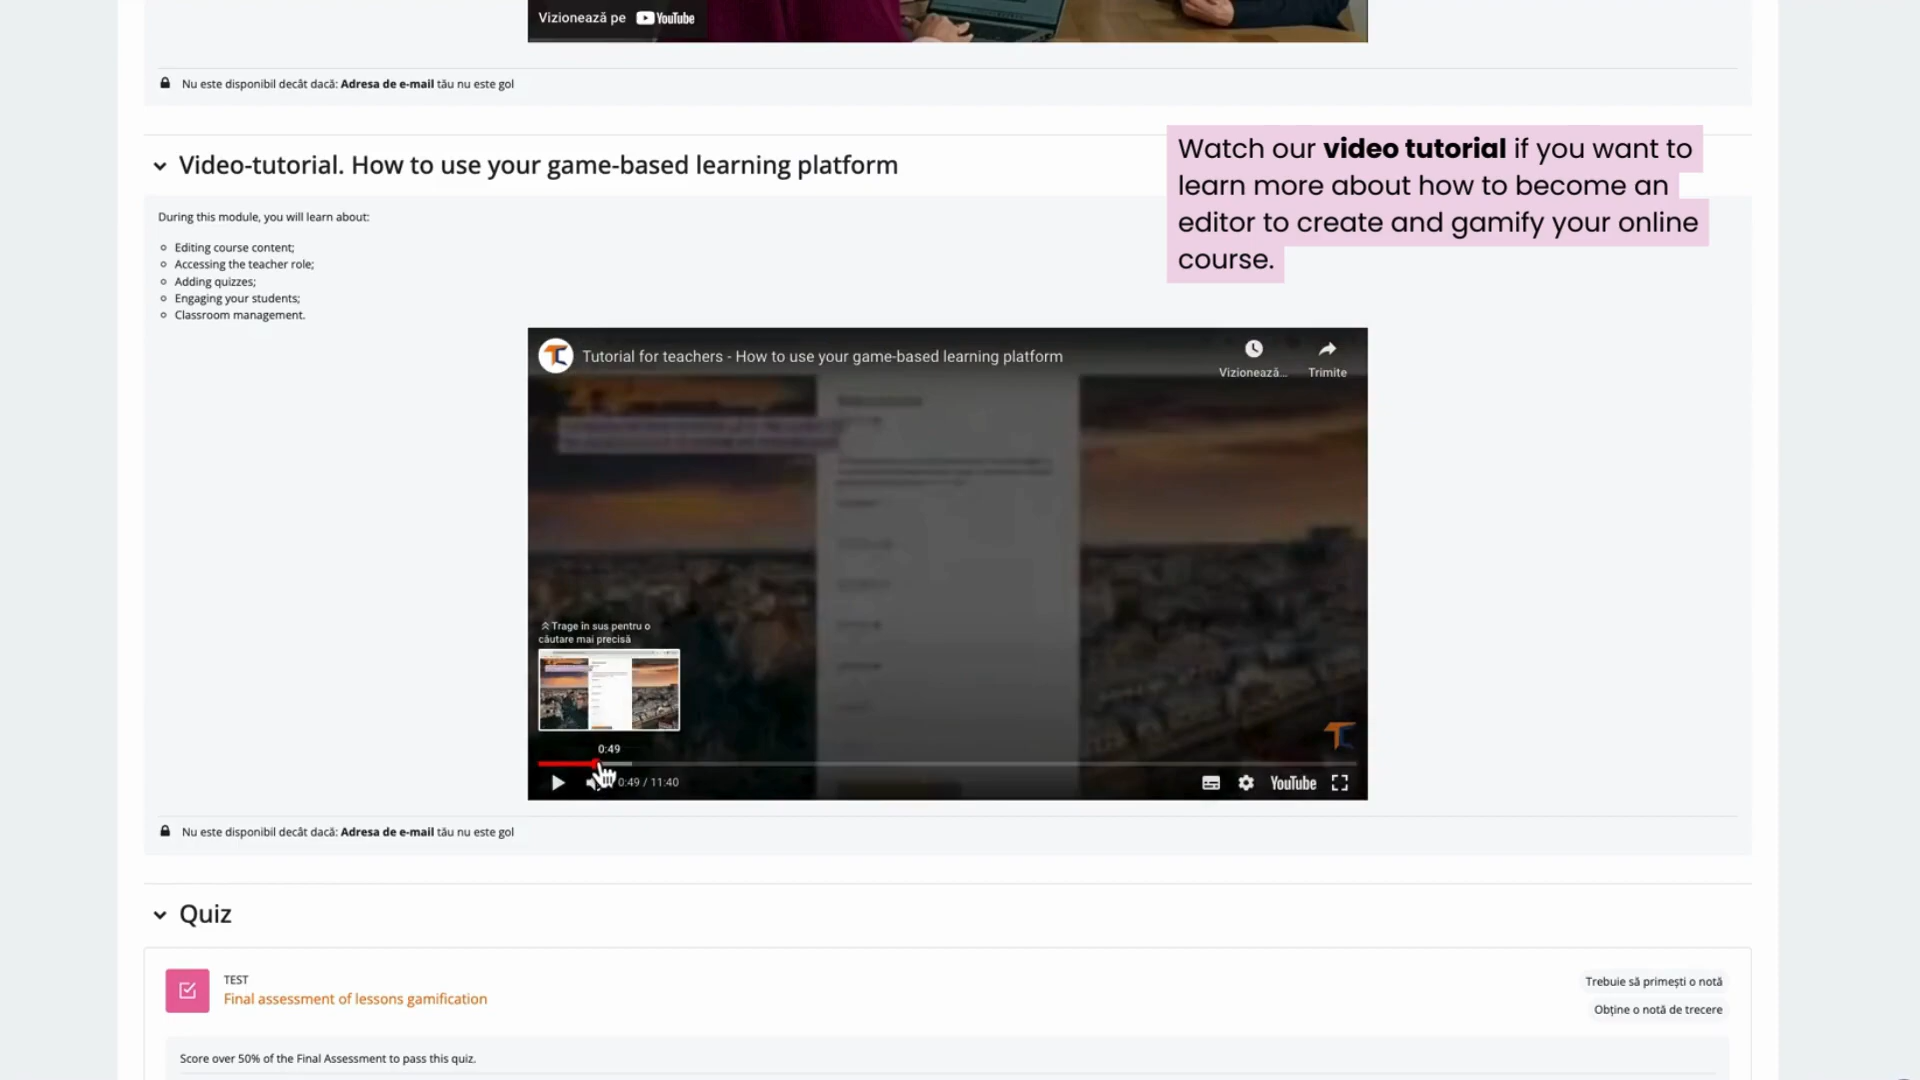 Vizionează pe YouTube
Nu este disponibil decât dacă: Adresa de e-mail tău nu este gol
Video-tutorial. How to use your game-based learning platform
Watch our video tutorial if you want to
learn more about how to become an
editor to create and gamify your online
course.
During this module, you will learn about:
Editing course content;
Accessing the teacher role;
Adding quizzes;
Engaging your students;
Classroom management.
TC Tutorial for teachers - How to use your game-based learning platform
Vizionează...
Trimite
Trage în sus pentru o
căutare mai precisă
TC
0:49
0:49 / 11:40
YouTube
Nu este disponibil decât dacă: Adresa de e-mail tău nu este gol
Quiz
TEST
Final assessment of lessons gamification
Trebuie să primești o notă
Obține o notă de trecere
Score over 50% of the Final Assessment to pass this quiz.